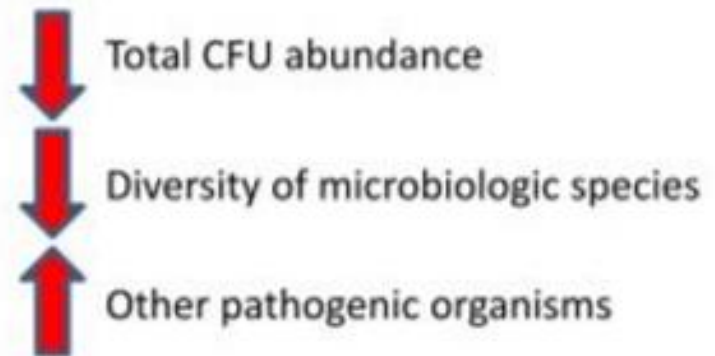 Total CFU abundance
Diversity of microbiologic species
Other pathogenic organisms